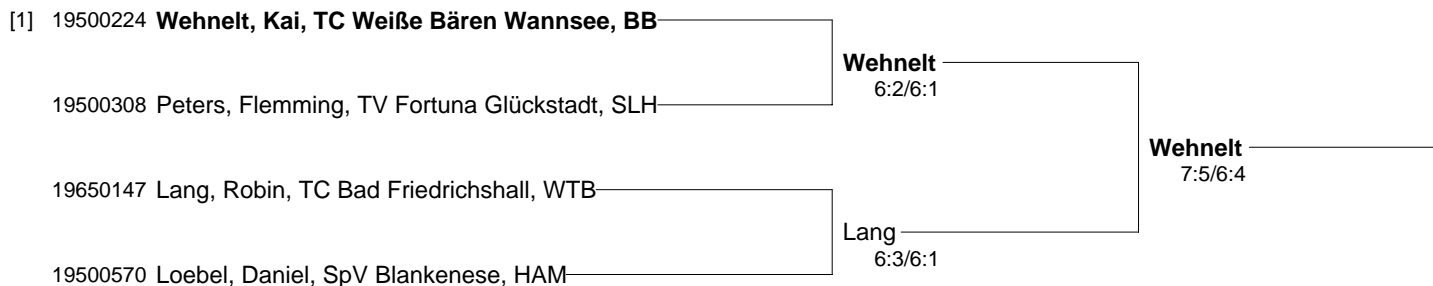 [1] 19500224 Wehnelt, Kai, TC Weiße Bären Wannsee, BB
Wehnelt
6:2/6:1
19500308 Peters, Flemming, TV Fortuna Glückstadt, SLH
Wehnelt
7:5/6:4
19650147 Lang, Robin, TC Bad Friedrichshall, WTB
Lang
6:3/6:1
19500570 Loebel, Daniel, SpV Blankenese, HAM